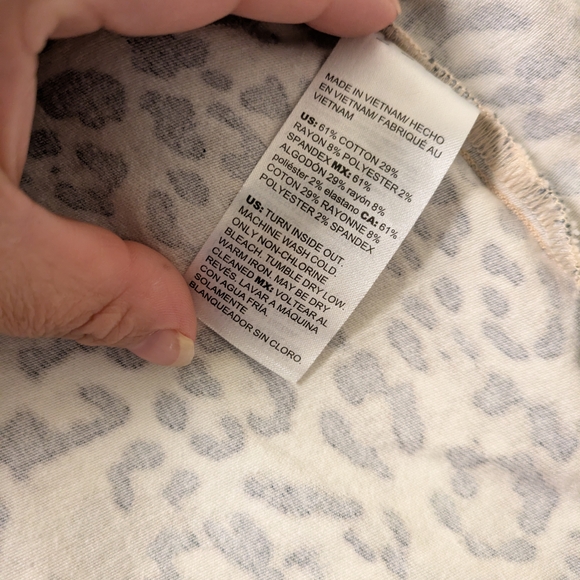 MADE IN VIETNAM/ HECHO
EN VIETNAM/ FABRIQUÉ AU
VIETNAM
US: 61% COTTON 29%
RAYON 8% POLYESTER 2%
SPANDEX MX: 61%
ALGODÓN 29% rayón 8%
poliéster 2% elastano CA: 61%
COTON 29% RAYONNE 8%
POLYESTER 2% SPANDEX
US: TURN INSIDE OUT.
MACHINE WASH COLD.
ONLY NON-CHLORINE
BLEACH. TUMBLE DRY LOW.
WARM IRON. MAY BE DRY
CLEANED MX: VOLTEAR AL
REVÉS. LAVAR A MÁQUINA
CON AGUA FRÍA.
SOLAMENTE
BLANQUEADOR SIN CLORO.